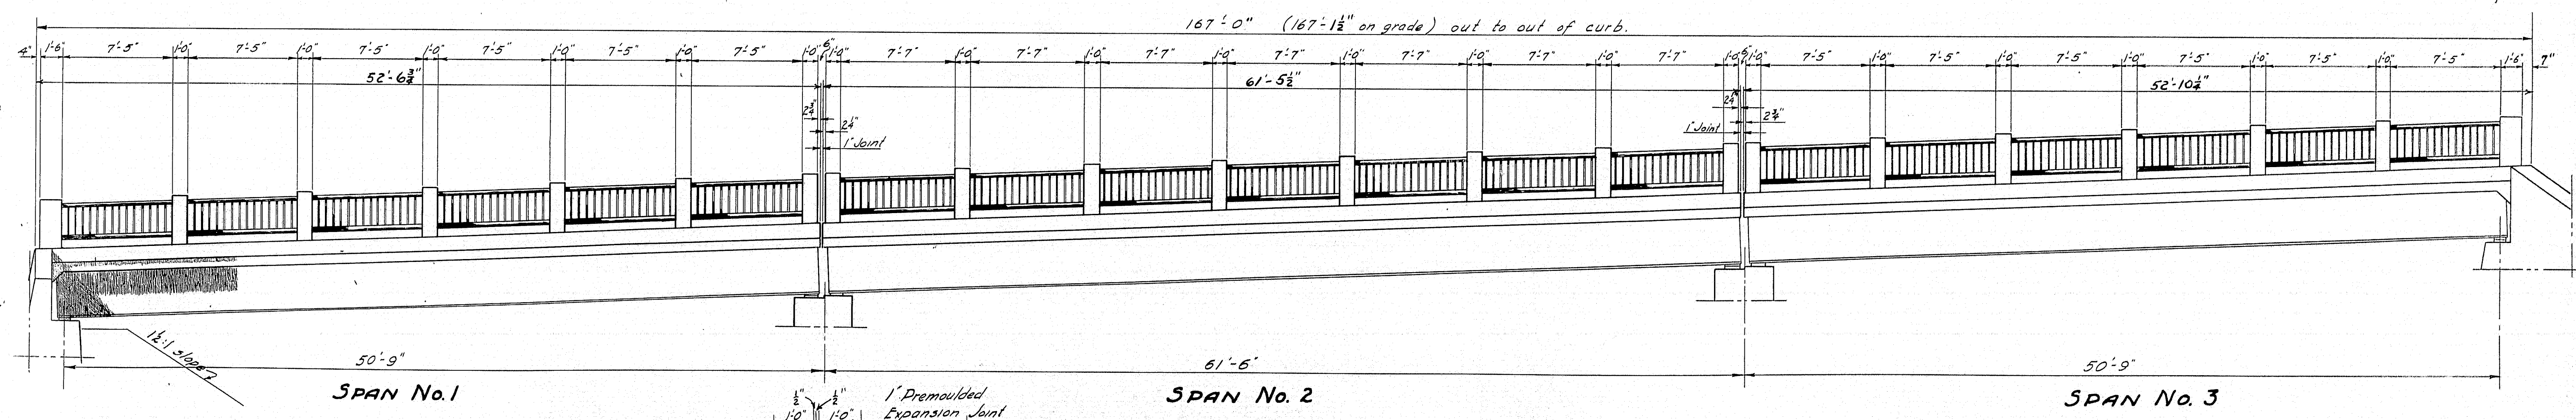 167'-0" (167'-1½" on grade) out to out of curb.
4" 1'-6" 7'-5" 1'-0" 7'-5" 1'-0" 7'-5" 1'-0" 7'-5" 1'-0" 7'-5" 1'-0" 7'-5" 1'-0" 6" 1'-0" 7'-7" 1'-0" 7'-7" 1'-0" 7'-7" 1'-0" 7'-7" 1'-0" 7'-7" 1'-0" 7'-7" 1'-0" 7'-7" 1'-0" 6" 1'-0" 7'-5" 1'-0" 7'-5" 1'-0" 7'-5" 1'-0" 7'-5" 1'-0" 7'-5" 1'-0" 7'-5" 1'-6" 7"
52'-6¾" 61'-5½" 52'-10¼"
2¾" 2¼"
2¼" 2¾"
1" Joint 1" Joint
1½:1 slope
50'-9" 61'-6" 50'-9"
SPAN No. 1 SPAN No. 2 SPAN No. 3
½" ½" 1" Premoulded
1'-0" 1'-0" Expansion Joint